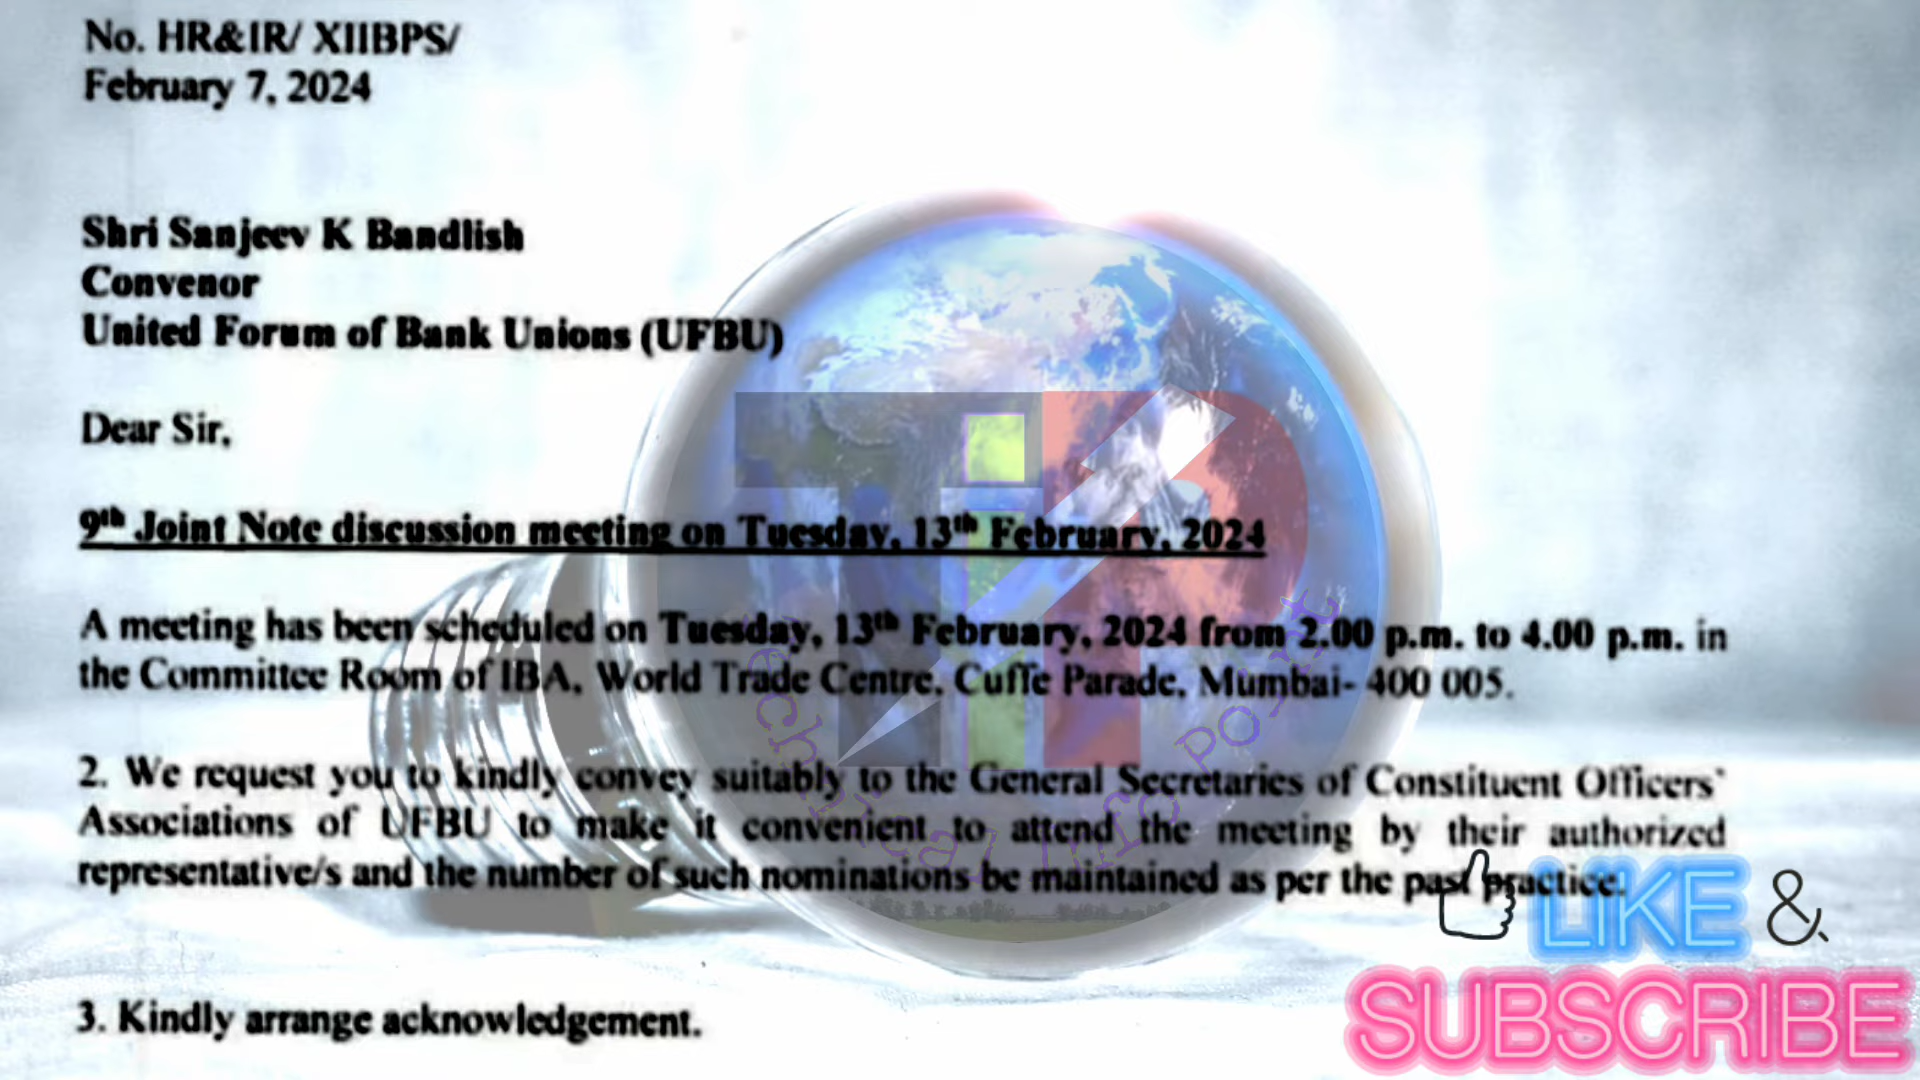 No. HR&IR/ XIIBPS/
February 7, 2024
Shri Sanjeev K Bandlish
Convenor
United Forum of Bank Unions (UFBU)
Dear Sir,
9th Joint Note discussion meeting on Tuesday, 13th February, 2024
A meeting has been scheduled on Tuesday, 13th February, 2024 from 2.00 p.m. to 4.00 p.m. in
the Committee Room of IBA, World Trade Centre, Cuffe Parade, Mumbai- 400 005.
2. We request you to kindly convey suitably to the General Secretaries of Constituent Officers'
Associations of UFBU to make it convenient to attend the meeting by their authorized
representative/s and the number of such nominations be maintained as per the past practice.
3. Kindly arrange acknowledgement.
TiP
Technical Info Point
LIKE &
SUBSCRIBE